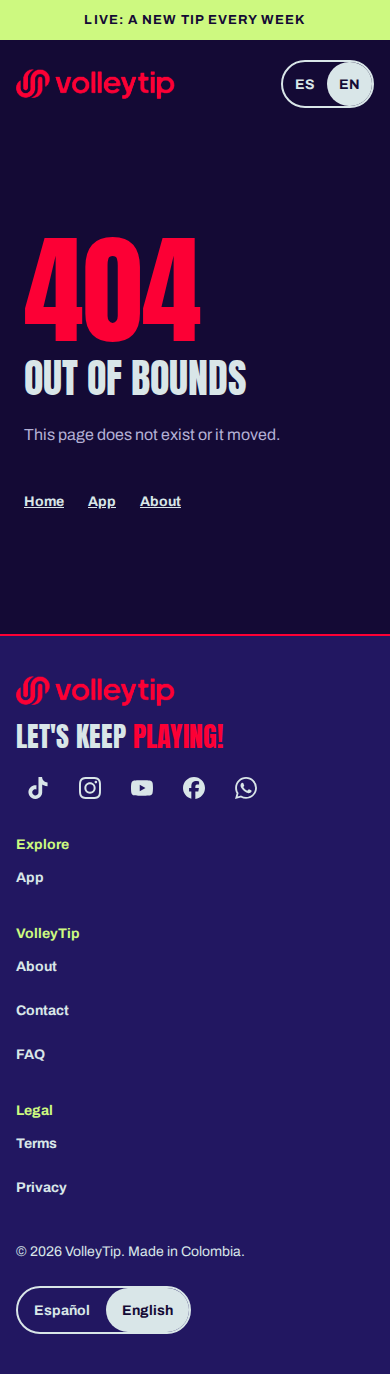 LIVE: A NEW TIP EVERY WEEK
volleytip
ES EN
404
OUT OF BOUNDS
This page does not exist or it moved.
Home App About
volleytip
LET'S KEEP PLAYING!
Explore
App
VolleyTip
About
Contact
FAQ
Legal
Terms
Privacy
© 2026 VolleyTip. Made in Colombia.
Español English